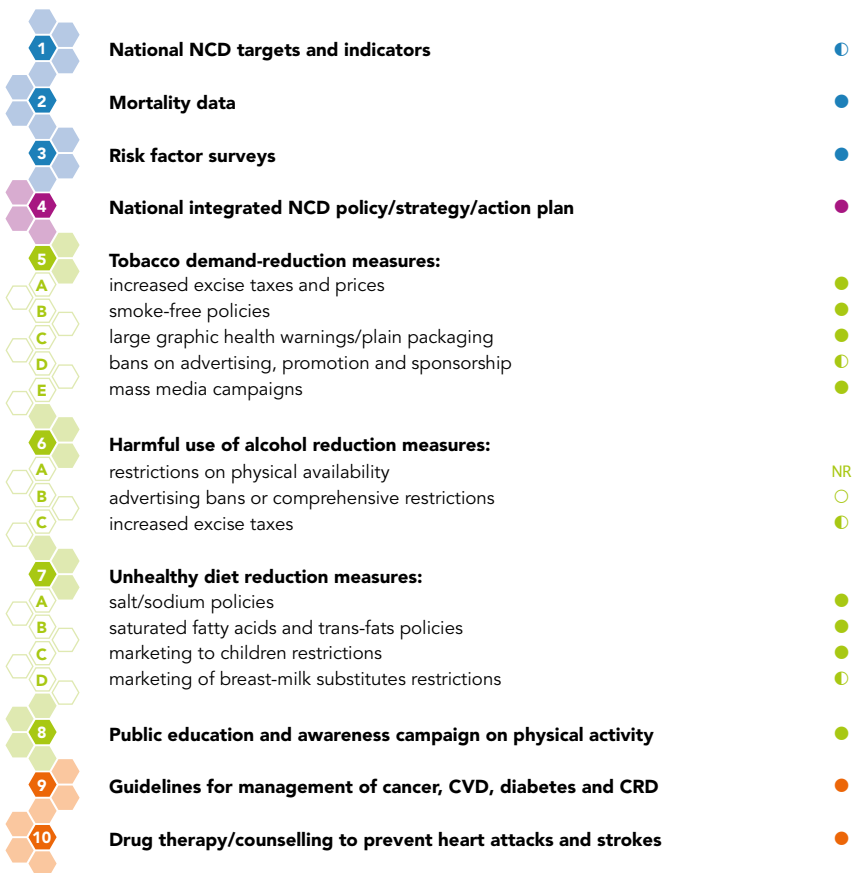 1 National NCD targets and indicators ◐
2 Mortality data ●
3 Risk factor surveys ●
4 National integrated NCD policy/strategy/action plan ●
5 Tobacco demand-reduction measures:
A increased excise taxes and prices ●
B smoke-free policies ●
C large graphic health warnings/plain packaging ●
D bans on advertising, promotion and sponsorship ◐
E mass media campaigns ●
6 Harmful use of alcohol reduction measures:
A restrictions on physical availability NR
B advertising bans or comprehensive restrictions ○
C increased excise taxes ◐
7 Unhealthy diet reduction measures:
A salt/sodium policies ●
B saturated fatty acids and trans-fats policies ●
C marketing to children restrictions ●
D marketing of breast-milk substitutes restrictions ◐
8 Public education and awareness campaign on physical activity ●
9 Guidelines for management of cancer, CVD, diabetes and CRD ●
10 Drug therapy/counselling to prevent heart attacks and strokes ●